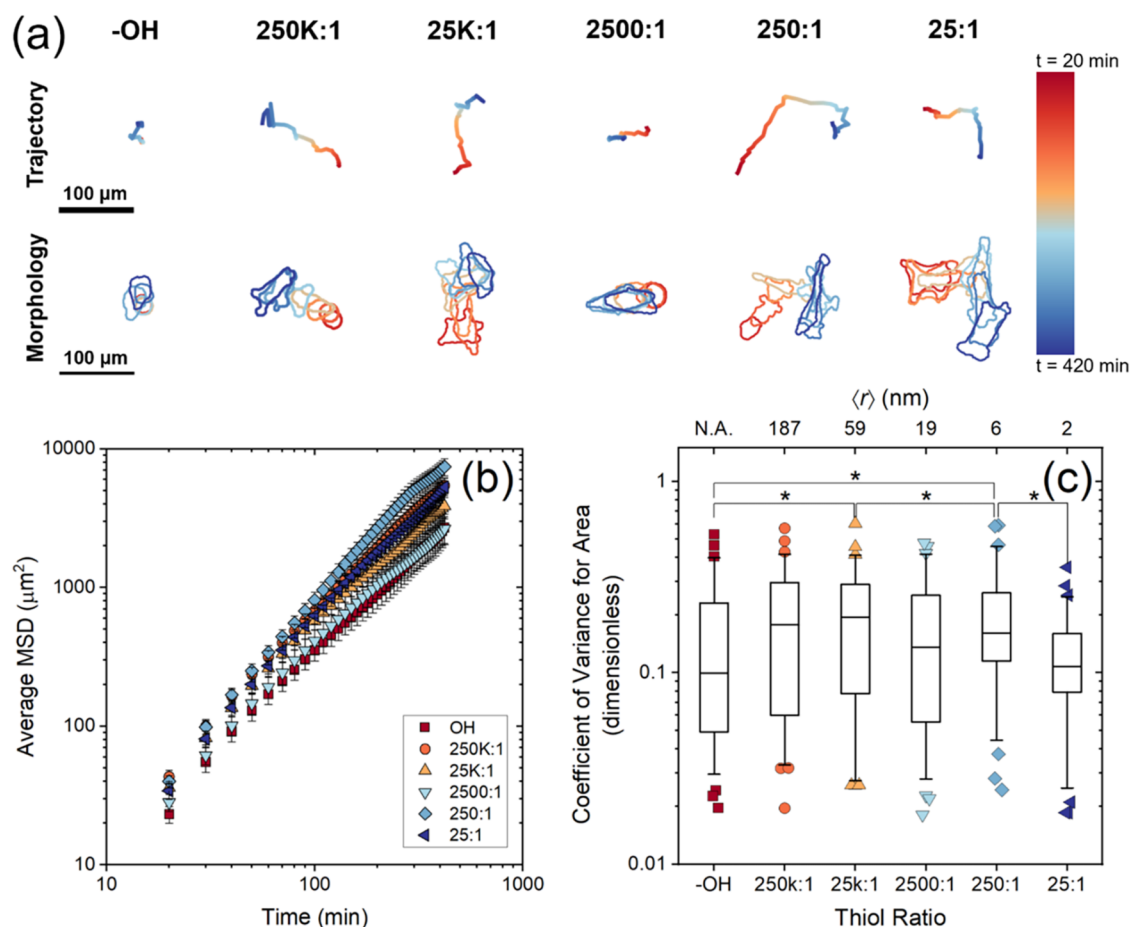 (a)
-OH 250K:1 25K:1 2500:1 250:1 25:1
t = 20 min
Trajectory
100 μm
Morphology
100 μm
t = 420 min
(b)
10000
1000
100
10
Average MSD (μm²)
OH
250K:1
25K:1
2500:1
250:1
25:1
10 100 1000
Time (min)
⟨r⟩ (nm)
N.A. 187 59 19 6 2
(c)
* * * *
1
0.1
0.01
Coefficient of Variance for Area
(dimensionless)
-OH 250k:1 25k:1 2500:1 250:1 25:1
Thiol Ratio